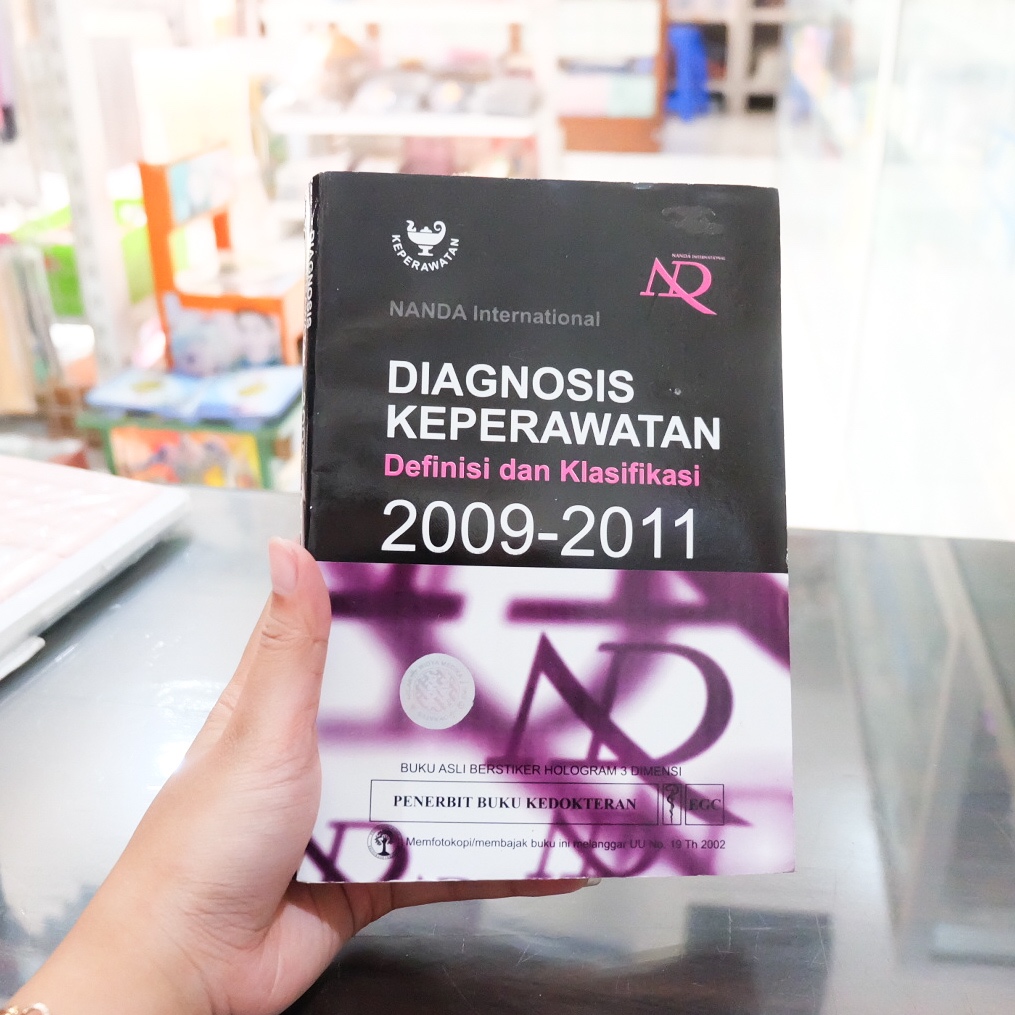 KEPERAWATAN
NANDA INTERNATIONAL
NANDA International
DIAGNOSIS
KEPERAWATAN
Definisi dan Klasifikasi
2009-2011
DIAGNOSIS
BUKU ASLI BERSTIKER HOLOGRAM 3 DIMENSI
PENERBIT BUKU KEDOKTERAN EGC
Memfotokopi/membajak buku ini melanggar UU No. 19 Th 2002